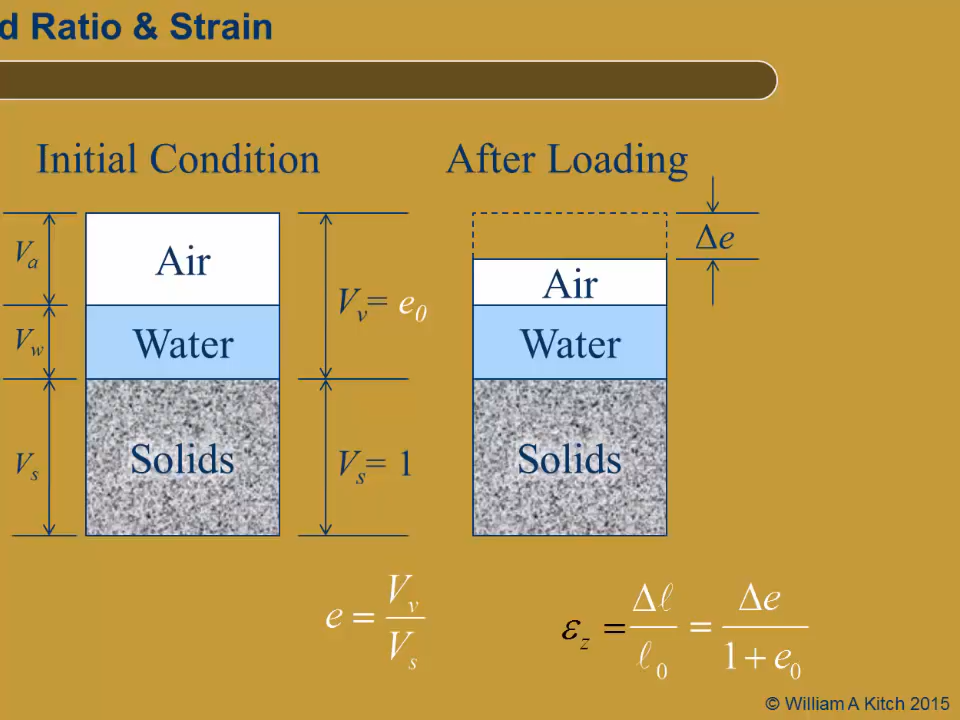 d Ratio & Strain
Initial Condition
After Loading
Va
Vw
Vs
Air
Water
Solids
Vv= e0
Vs= 1
Air
Water
Solids
Δe
e = Vv / Vs
εz = Δℓ / ℓ0 = Δe / 1 + e0
© William A Kitch 2015